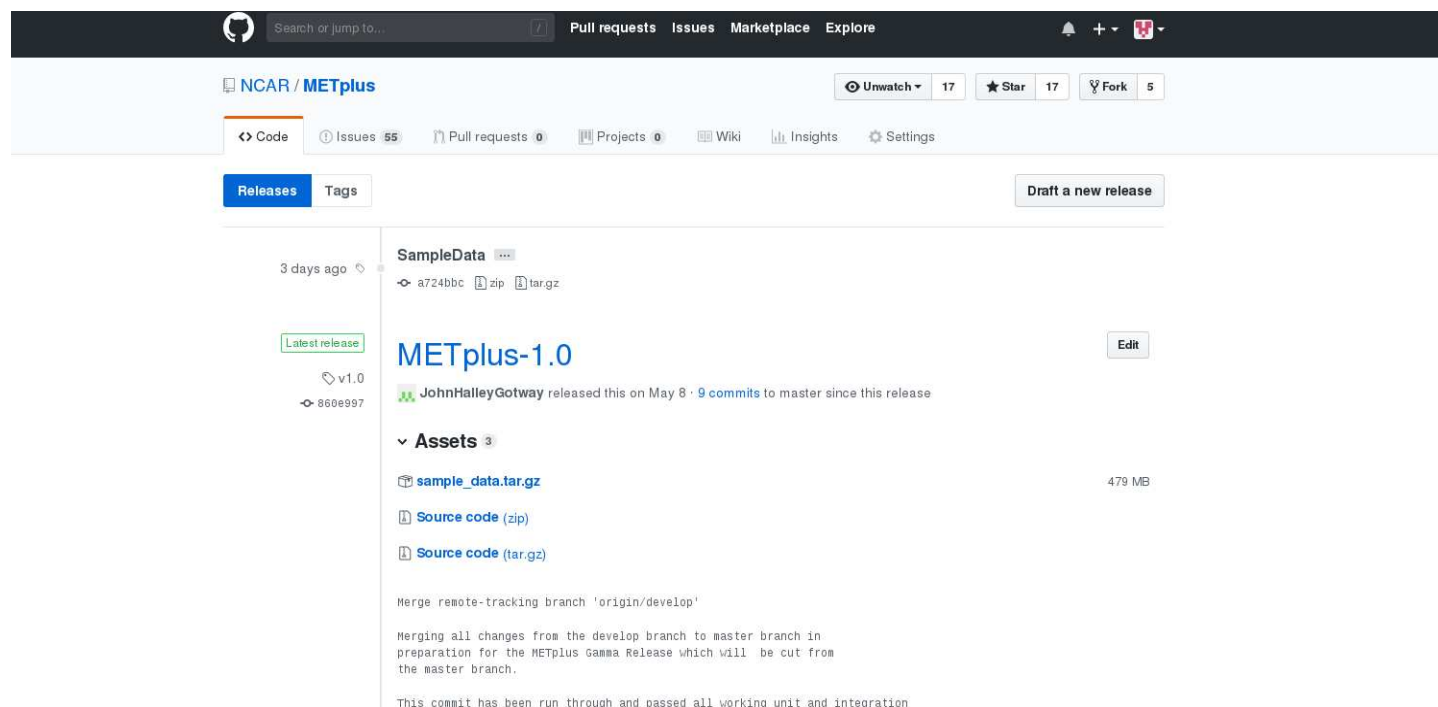 Search or jump to... /
Pull requests Issues Marketplace Explore
NCAR / METplus
Unwatch 17 Star 17 Fork 5
Code Issues 55 Pull requests 0 Projects 0 Wiki Insights Settings
Releases Tags
Draft a new release
3 days ago
SampleData ...
a724bbc zip tar.gz
Latest release
v1.0
860e997
METplus-1.0
Edit
JohnHalleyGotway released this on May 8 · 9 commits to master since this release
Assets 3
sample_data.tar.gz 479 MB
Source code (zip)
Source code (tar.gz)
Merge remote-tracking branch 'origin/develop'
Merging all changes from the develop branch to master branch in
preparation for the METplus Gamma Release which will  be cut from
the master branch.
This commit has been run through and passed all working unit and integration